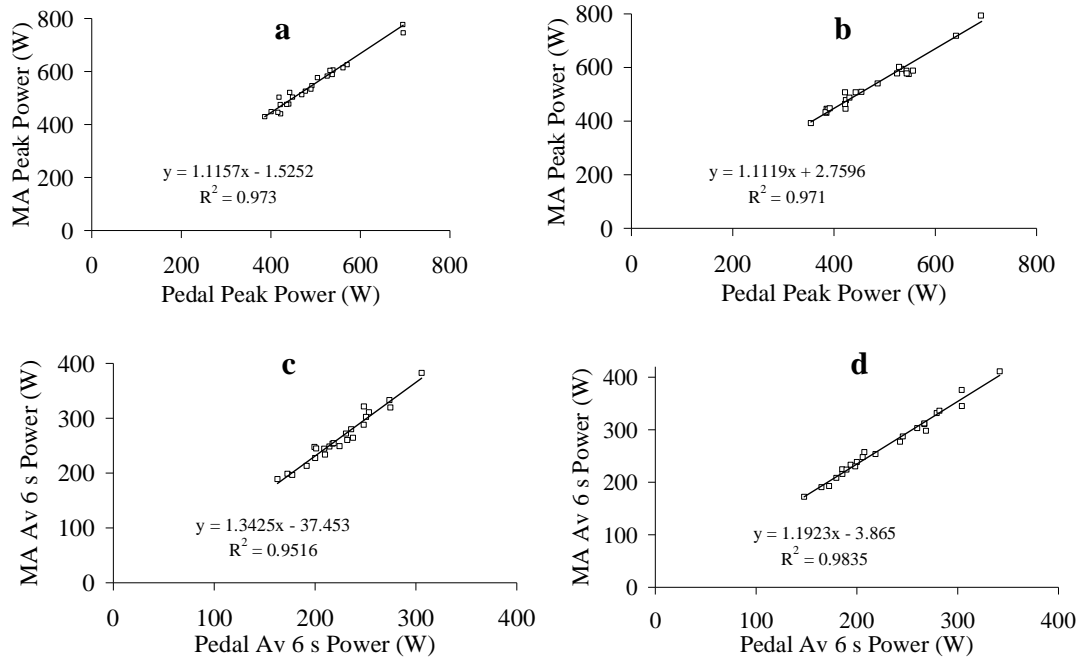 a
MA Peak Power (W)
800
600
400
200
0
y = 1.1157x - 1.5252
R² = 0.973
0 200 400 600 800
Pedal Peak Power (W)
b
MA Peak Power (W)
800
600
400
200
0
y = 1.1119x + 2.7596
R² = 0.971
0 200 400 600 800
Pedal Peak Power (W)
c
MA Av 6 s Power (W)
400
300
200
100
0
y = 1.3425x - 37.453
R² = 0.9516
0 100 200 300 400
Pedal Av 6 s Power (W)
d
MA Av 6 s Power (W)
400
300
200
100
0
y = 1.1923x - 3.865
R² = 0.9835
0 100 200 300 400
Pedal Av 6 s Power (W)